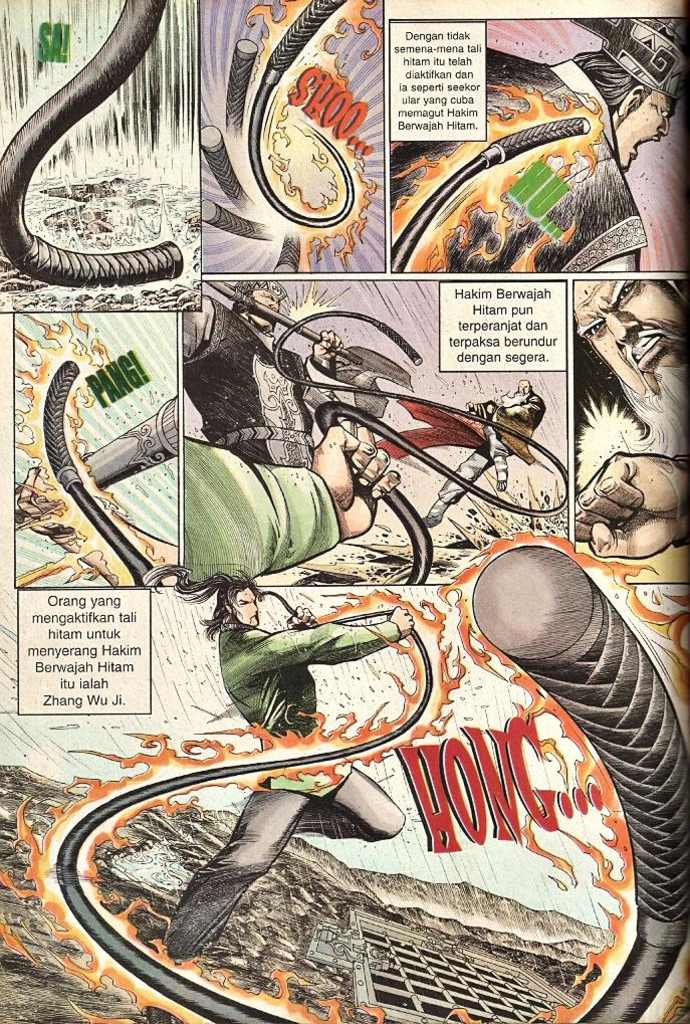 SA!
SHOO...
Dengan tidak
semena-mena tali
hitam itu telah
diaktifkan dan
ia seperti seekor
ular yang cuba
memagut Hakim
Berwajah Hitam.
HU...
PANG!
Hakim Berwajah
Hitam pun
terperanjat dan
terpaksa berundur
dengan segera.
Orang yang
mengaktifkan tali
hitam untuk
menyerang Hakim
Berwajah Hitam
itu ialah
Zhang Wu Ji.
HONG...